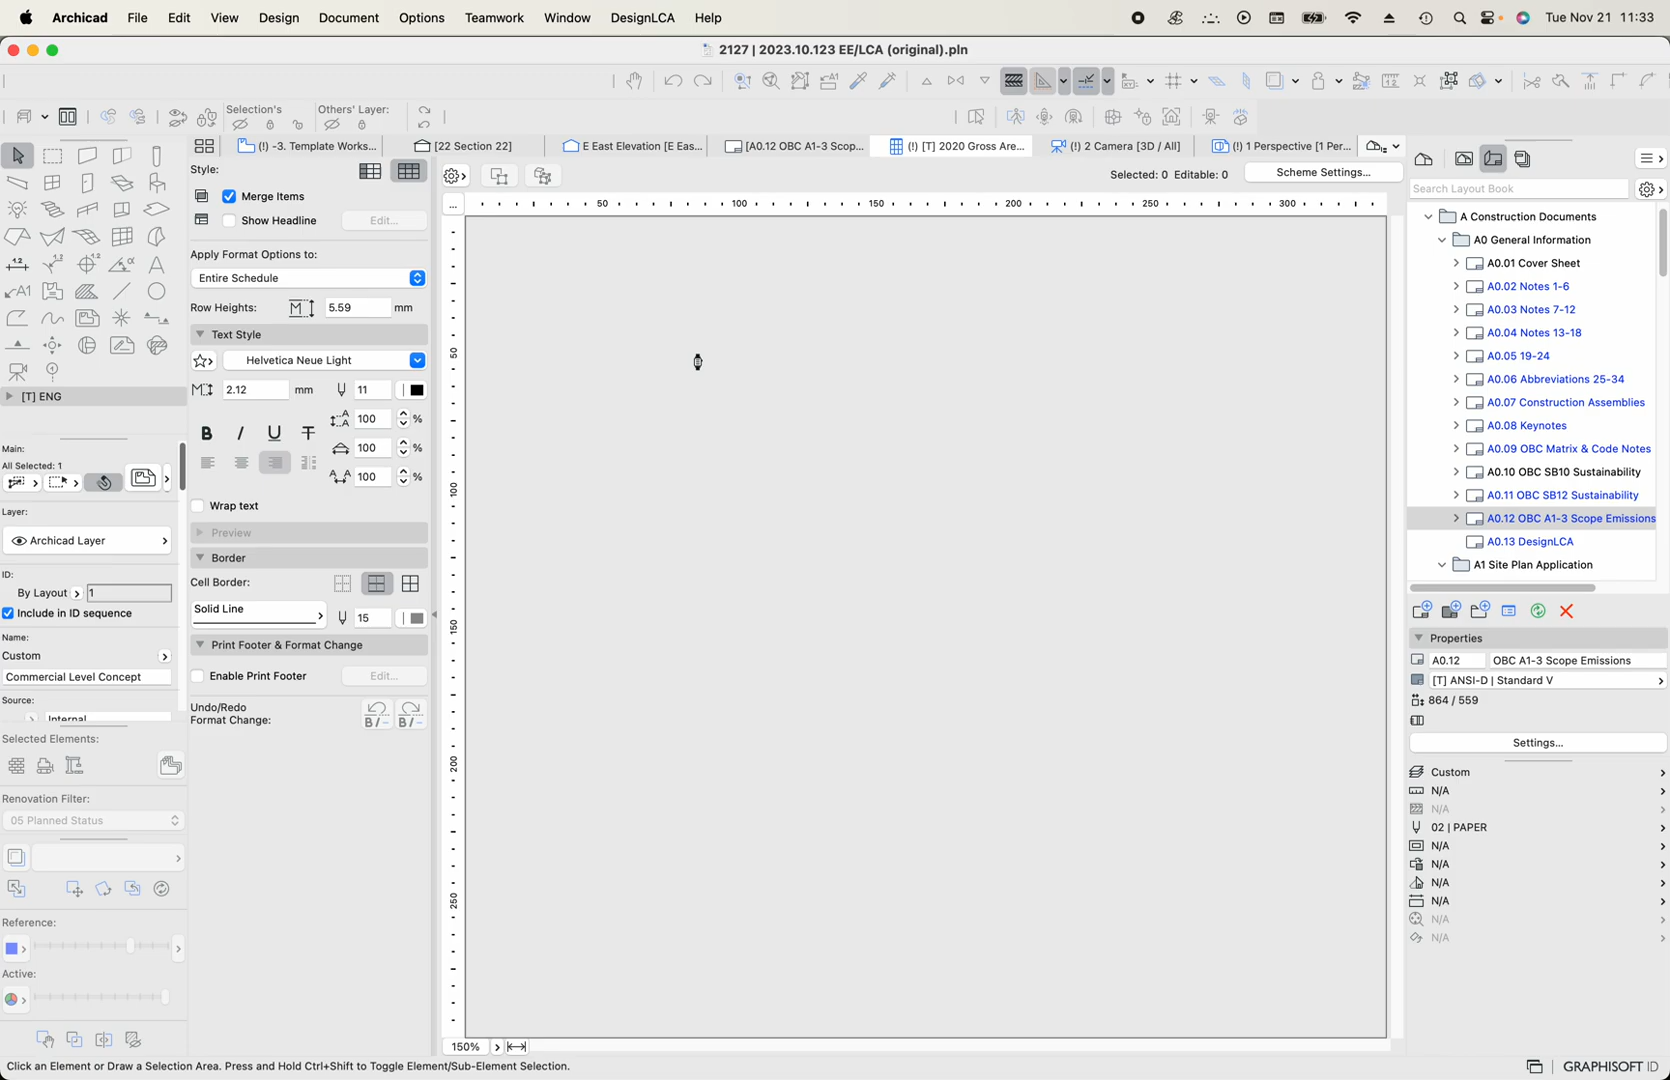 Archicad File Edit View Design Document Options Teamwork Window DesignLCA Help Tue Nov 21 11:33
2127 | 2023.10.123 EE/LCA (original).pln
Selection's Others' Layer:
(!) -3. Template Works... [22 Section 22] E East Elevation [E Eas... [A0.12 OBC A1-3 Scop... (!) [T] 2020 Gross Are... (!) 2 Camera [3D / All] (!) 1 Perspective [1 Per...
Style:
Merge Items
Show Headline Edit...
Apply Format Options to:
Entire Schedule
Row Heights: 5.59 mm
Text Style
Helvetica Neue Light
2.12 mm 11
100 %
100 %
100 %
B I U T
Wrap text
Preview
Border
Cell Border:
Solid Line 15
Print Footer & Format Change
Enable Print Footer Edit...
Undo/Redo
Format Change:
Selected: 0 Editable: 0 Scheme Settings...
50 100 150 200 250 300
50
100
150
200
250
150%
[T] ENG
Main:
All Selected: 1
Layer:
Archicad Layer
ID:
By Layout 1
Include in ID sequence
Name:
Custom
Commercial Level Concept
Source:
Internal
Selected Elements:
Renovation Filter:
05 Planned Status
Reference:
Active:
Search Layout Book
A Construction Documents
A0 General Information
A0.01 Cover Sheet
A0.02 Notes 1-6
A0.03 Notes 7-12
A0.04 Notes 13-18
A0.05 19-24
A0.06 Abbreviations 25-34
A0.07 Construction Assemblies
A0.08 Keynotes
A0.09 OBC Matrix & Code Notes
A0.10 OBC SB10 Sustainability
A0.11 OBC SB12 Sustainability
A0.12 OBC A1-3 Scope Emissions
A0.13 DesignLCA
A1 Site Plan Application
Properties
A0.12 OBC A1-3 Scope Emissions
[T] ANSI-D | Standard V
864 / 559
Settings...
Custom
N/A
N/A
02 | PAPER
N/A
N/A
N/A
N/A
N/A
N/A
Click an Element or Draw a Selection Area. Press and Hold Ctrl+Shift to Toggle Element/Sub-Element Selection.
GRAPHISOFT ID